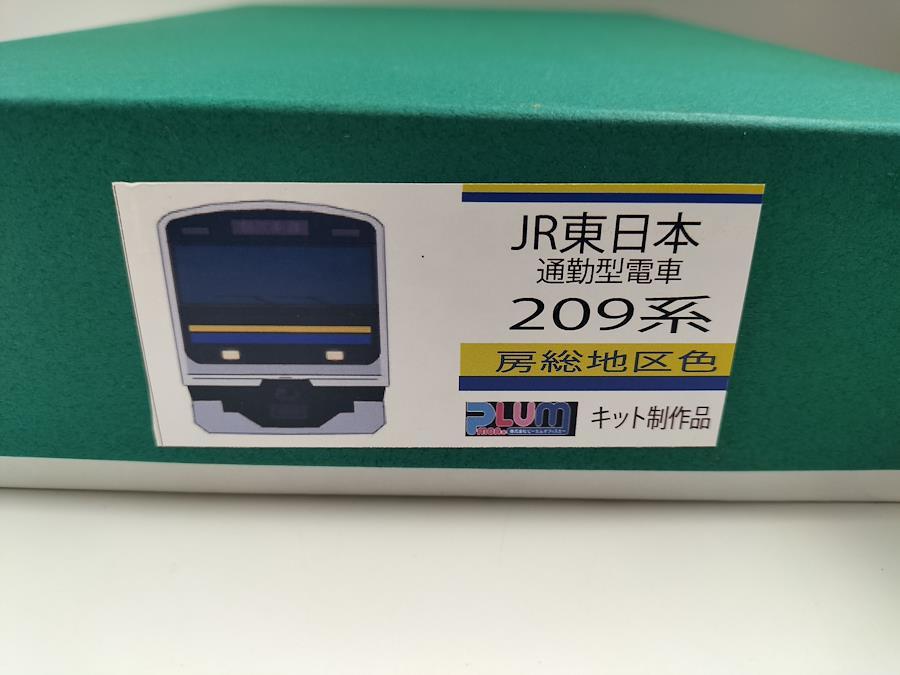 JR東日本
通勤型電車
209系
房総地区色
PLUM
キット制作品